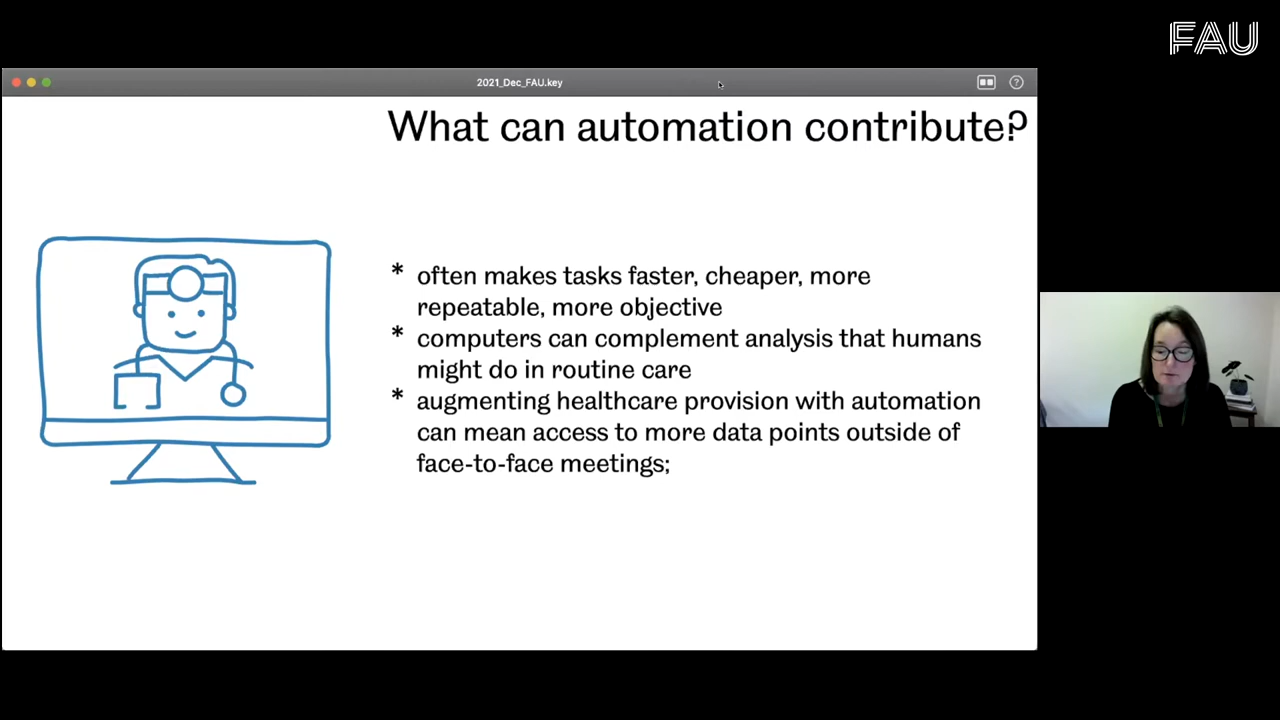 FAU
2021_Dec_FAU.key
?
What can automation contribute?
* often makes tasks faster, cheaper, more
repeatable, more objective
* computers can complement analysis that humans
might do in routine care
* augmenting healthcare provision with automation
can mean access to more data points outside of
face-to-face meetings;